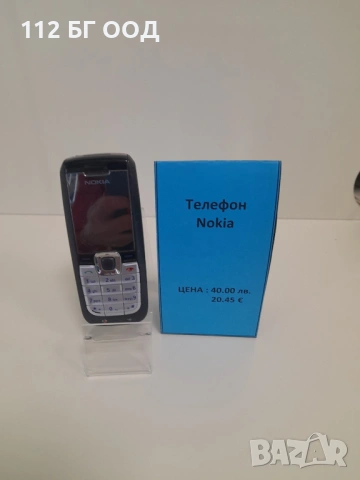 112 БГ ООД
NOKIA
Телефон
Nokia
ЦЕНА : 40.00 лв.
20.45 €
BAZAR